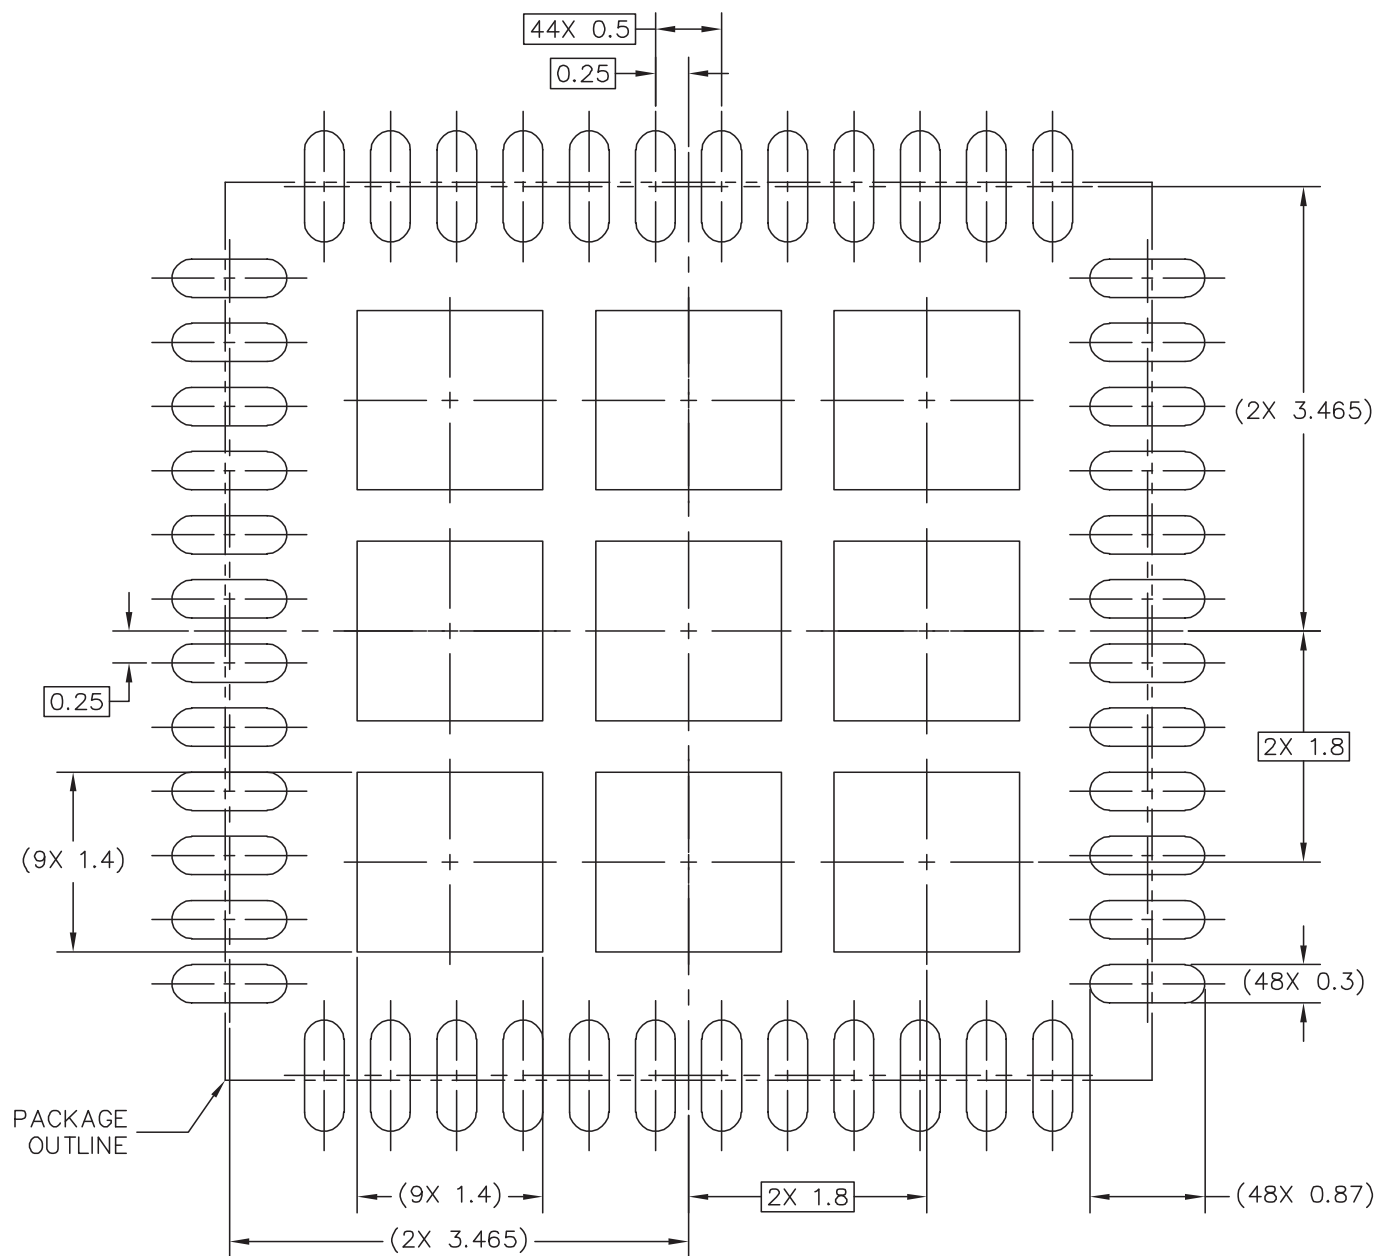 44X 0.5
0.25
(2X 3.465)
0.25
2X 1.8
(9X 1.4)
(48X 0.3)
PACKAGE
OUTLINE
(9X 1.4)
2X 1.8
(48X 0.87)
(2X 3.465)